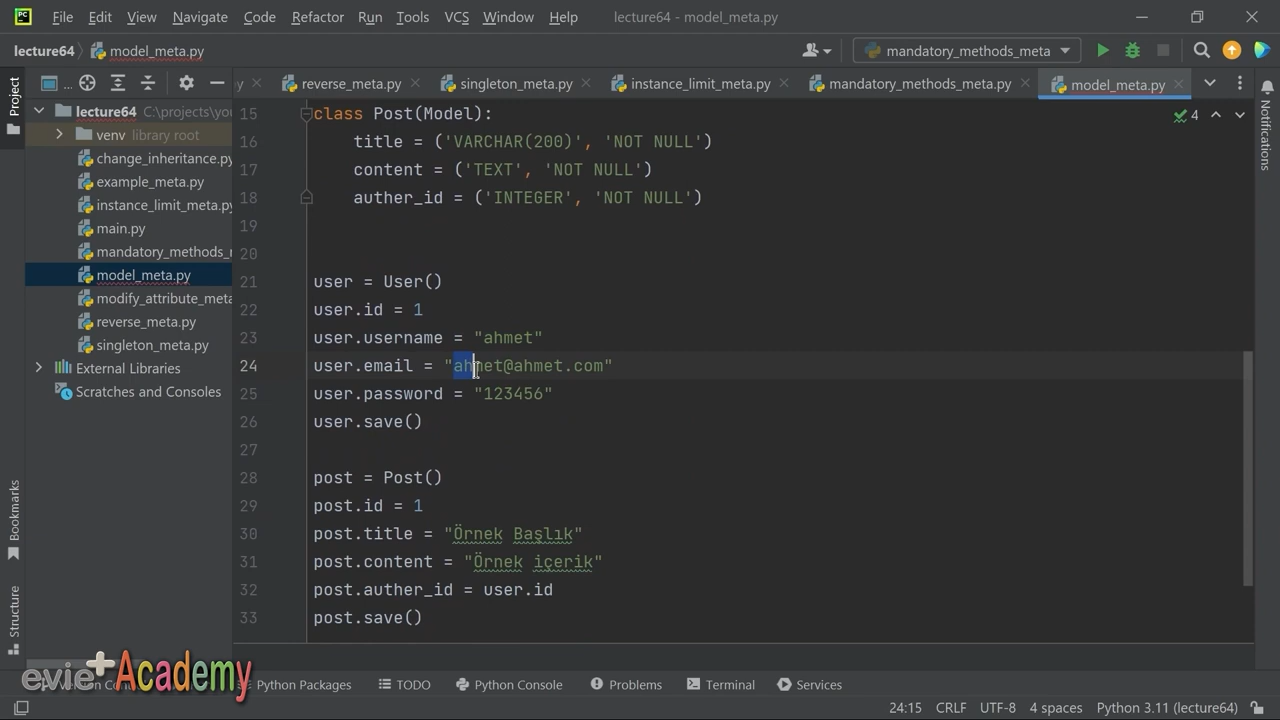 PC File Edit View Navigate Code Refactor Run Tools VCS Window Help lecture64 - model_meta.py
lecture64 model_meta.py mandatory_methods_meta
... y reverse_meta.py singleton_meta.py instance_limit_meta.py mandatory_methods_meta.py model_meta.py
Project
lecture64 C:\projects\you
venv library root
change_inheritance.py
example_meta.py
instance_limit_meta.py
main.py
mandatory_methods_
model_meta.py
modify_attribute_meta
reverse_meta.py
singleton_meta.py
External Libraries
Scratches and Consoles
Bookmarks
Structure
4
15 class Post(Model):
16 title = ('VARCHAR(200)', 'NOT NULL')
17 content = ('TEXT', 'NOT NULL')
18 auther_id = ('INTEGER', 'NOT NULL')
19
20
21 user = User()
22 user.id = 1
23 user.username = "ahmet"
24 user.email = "ahmet@ahmet.com"
25 user.password = "123456"
26 user.save()
27
28 post = Post()
29 post.id = 1
30 post.title = "Örnek Başlık"
31 post.content = "Örnek içerik"
32 post.auther_id = user.id
33 post.save()
Notifications
evie+Academy
Python Packages TODO Python Console Problems Terminal Services
24:15 CRLF UTF-8 4 spaces Python 3.11 (lecture64)